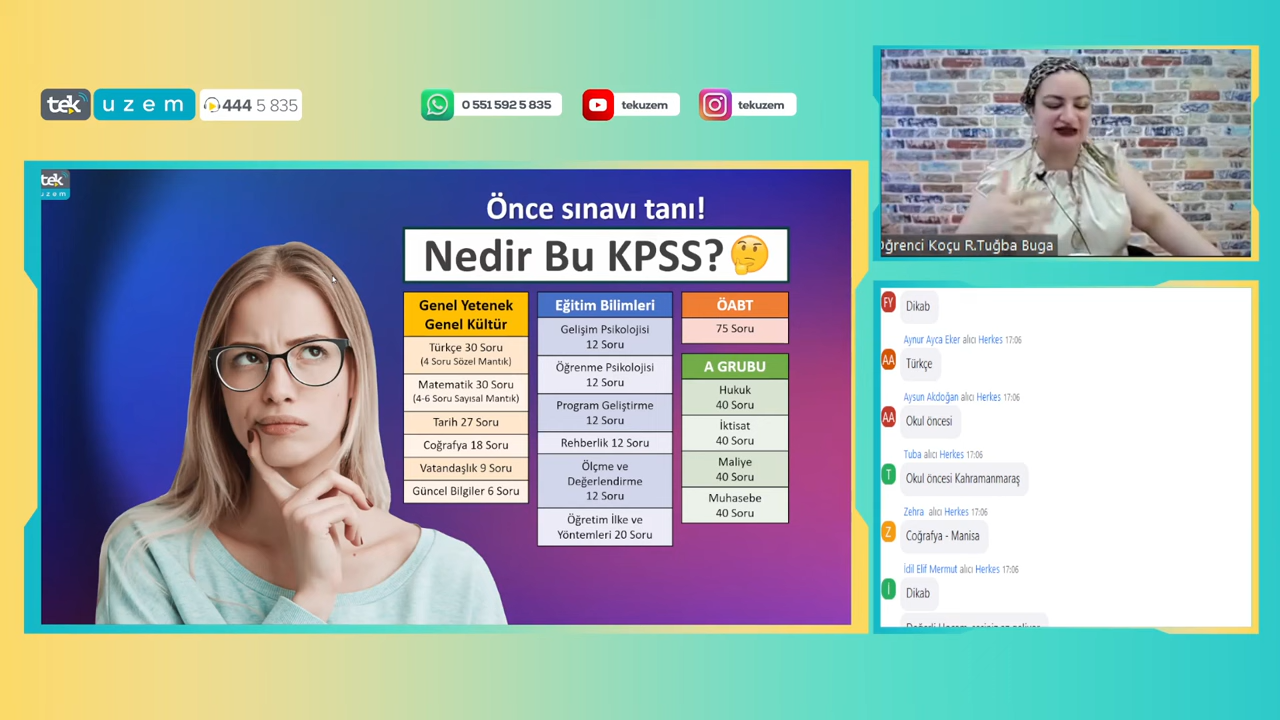 tek uzem 444 5 835
0 551 592 5 835
tekuzem
tekuzem
tek
uzem
Önce sınavı tanı!
Nedir Bu KPSS?
Genel Yetenek
Genel Kültür
Türkçe 30 Soru
(4 Soru Sözel Mantık)
Matematik 30 Soru
(4-6 Soru Sayısal Mantık)
Tarih 27 Soru
Coğrafya 18 Soru
Vatandaşlık 9 Soru
Güncel Bilgiler 6 Soru
Eğitim Bilimleri
Gelişim Psikolojisi
12 Soru
Öğrenme Psikolojisi
12 Soru
Program Geliştirme
12 Soru
Rehberlik 12 Soru
Ölçme ve
Değerlendirme
12 Soru
Öğretim İlke ve
Yöntemleri 20 Soru
ÖABT
75 Soru
A GRUBU
Hukuk
40 Soru
İktisat
40 Soru
Maliye
40 Soru
Muhasebe
40 Soru
Öğrenci Koçu R.Tuğba Buga
FY
Dikab
Aynur Ayca Eker alıcı Herkes 17:06
AA
Türkçe
Aysun Akdoğan alıcı Herkes 17:06
AA
Okul öncesi
Tuba alıcı Herkes 17:06
T
Okul öncesi Kahramanmaraş
Zehra alıcı Herkes 17:06
Z
Coğrafya - Manisa
İdil Elif Mermut alıcı Herkes 17:06
İ
Dikab